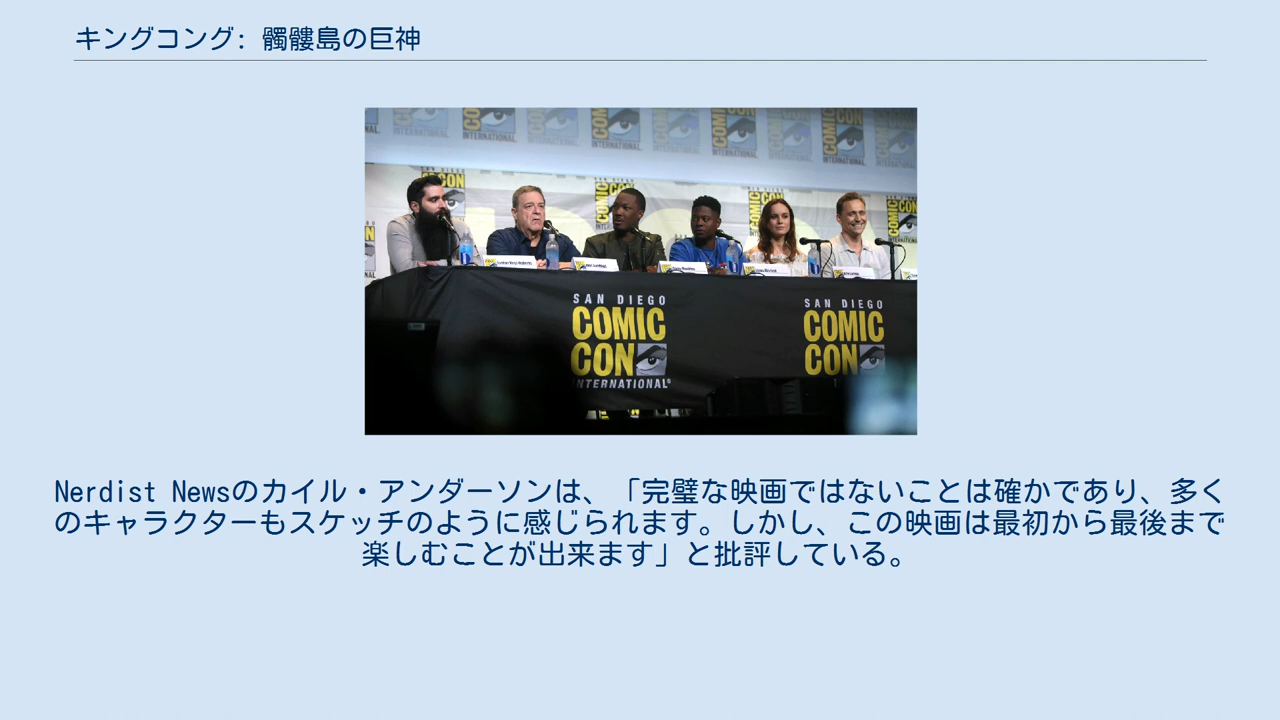 キングコング: 髑髏島の巨神
COMIC
CON
INTERNATIONAL
SAN DIEGO
COMIC
CON
INTERNATIONAL®
SAN DIEGO
COMIC
CON
Nerdist Newsのカイル・アンダーソンは、「完璧な映画ではないことは確かであり、多く
のキャラクターもスケッチのように感じられます。しかし、この映画は最初から最後まで
楽しむことが出来ます」と批評している。